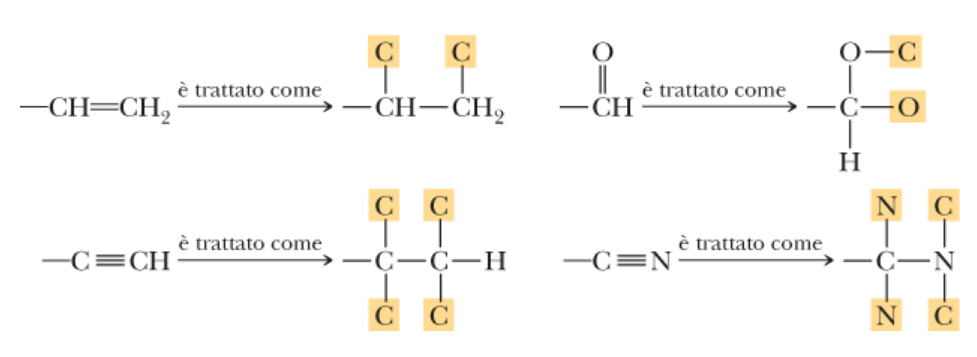 C C O O—C
—CH=CH₂ è trattato come —CH—CH₂ —CH è trattato come —C—O
H
C C N C
—C≡CH è trattato come —C—C—H —C≡N è trattato come —C—N
C C N C